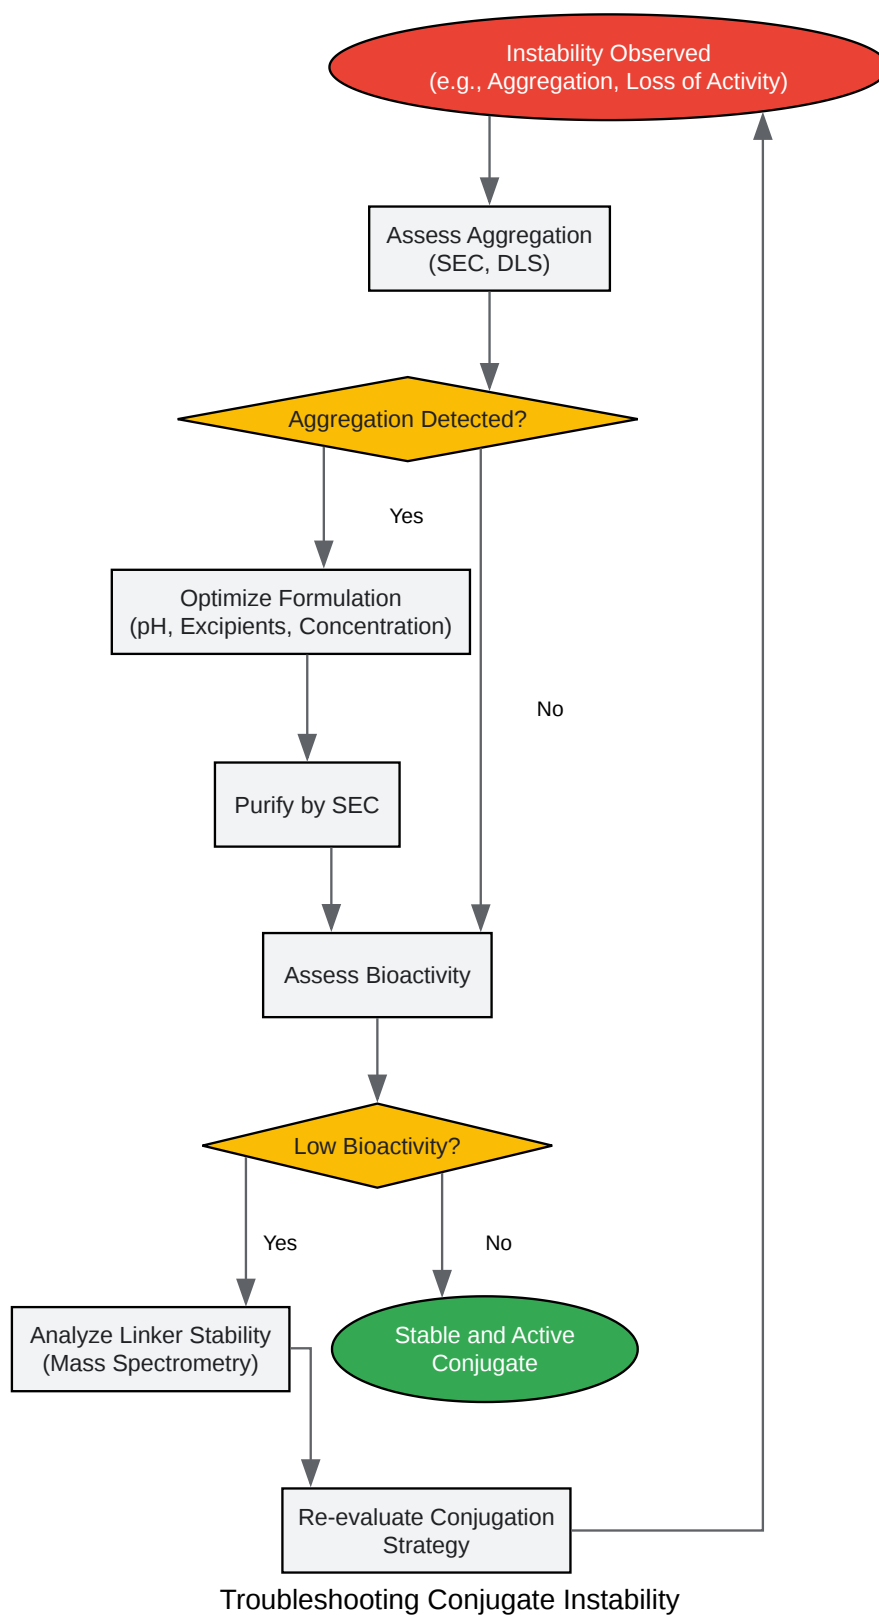 Instability Observed
(e.g., Aggregation, Loss of Activity)
Assess Aggregation
(SEC, DLS)
Aggregation Detected?
Yes
Optimize Formulation
(pH, Excipients, Concentration)
No
Purify by SEC
Assess Bioactivity
Low Bioactivity?
Yes
No
Analyze Linker Stability
(Mass Spectrometry)
Stable and Active
Conjugate
Re-evaluate Conjugation
Strategy
Troubleshooting Conjugate Instability